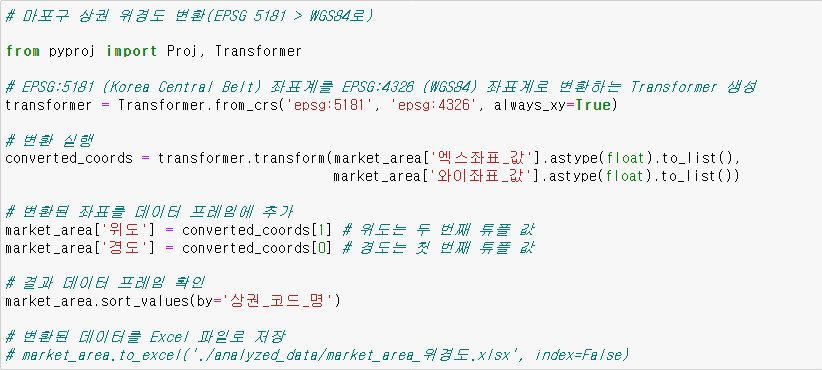 # 마포구 상권 위경도 변환(EPSG 5181 > WGS84로)
from pyproj import Proj, Transformer
# EPSG:5181 (Korea Central Belt) 좌표계를 EPSG:4326 (WGS84) 좌표계로 변환하는 Transformer 생성
transformer = Transformer.from_crs('epsg:5181', 'epsg:4326', always_xy=True)
# 변환 실행
converted_coords = transformer.transform(market_area['엑스좌표_값'].astype(float).to_list(),
market_area['와이좌표_값'].astype(float).to_list())
# 변환된 좌표를 데이터 프레임에 추가
market_area['위도'] = converted_coords[1] # 위도는 두 번째 튜플 값
market_area['경도'] = converted_coords[0] # 경도는 첫 번째 튜플 값
# 결과 데이터 프레임 확인
market_area.sort_values(by='상권_코드_명')
# 변환된 데이터를 Excel 파일로 저장
# market_area.to_excel('./analyzed_data/market_area_위경도.xlsx', index=False)